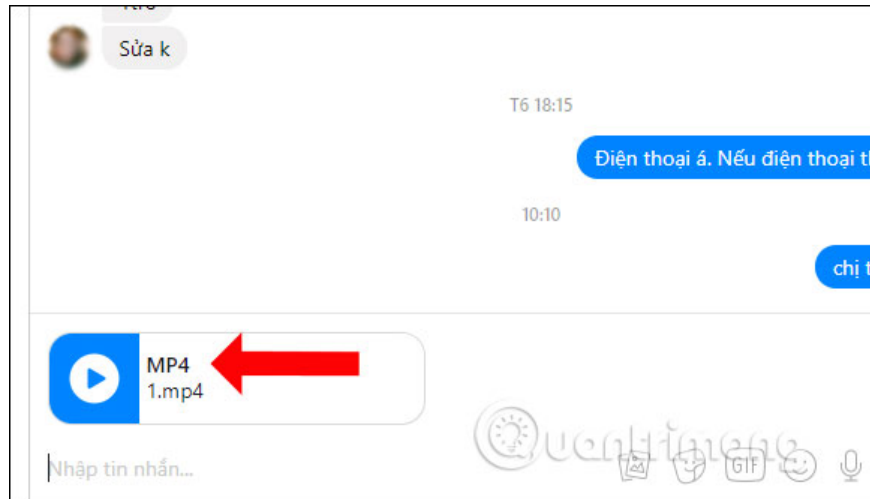 Sửa k
T6 18:15
Điện thoại á. Nếu điện thoại
10:10
chị
MP4
1.mp4
Quantrimang
Nhập tin nhắn...
GIF